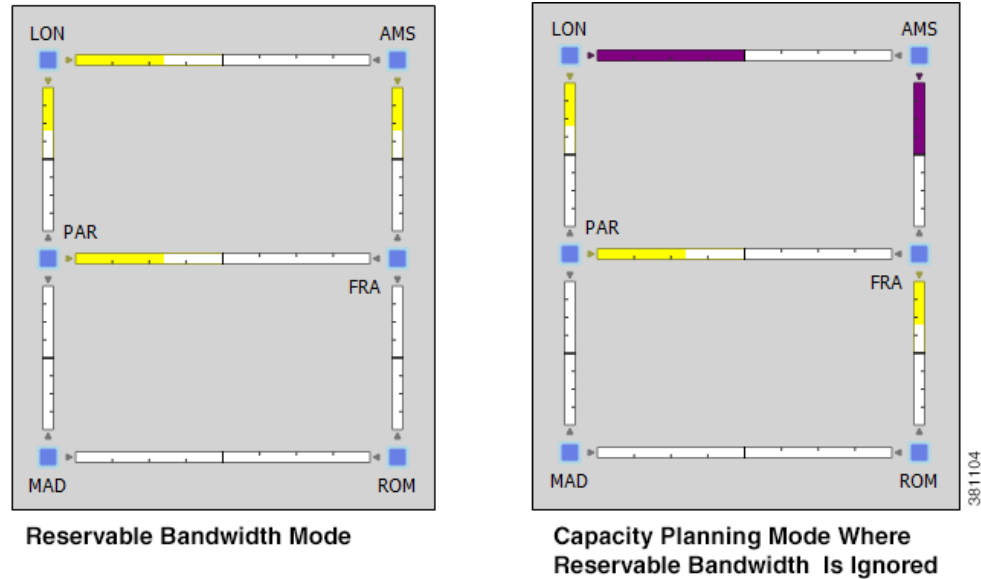 LON AMS
PAR
FRA
MAD ROM
Reservable Bandwidth Mode
LON AMS
PAR
FRA
MAD ROM
381104
Capacity Planning Mode Where
Reservable Bandwidth Is Ignored